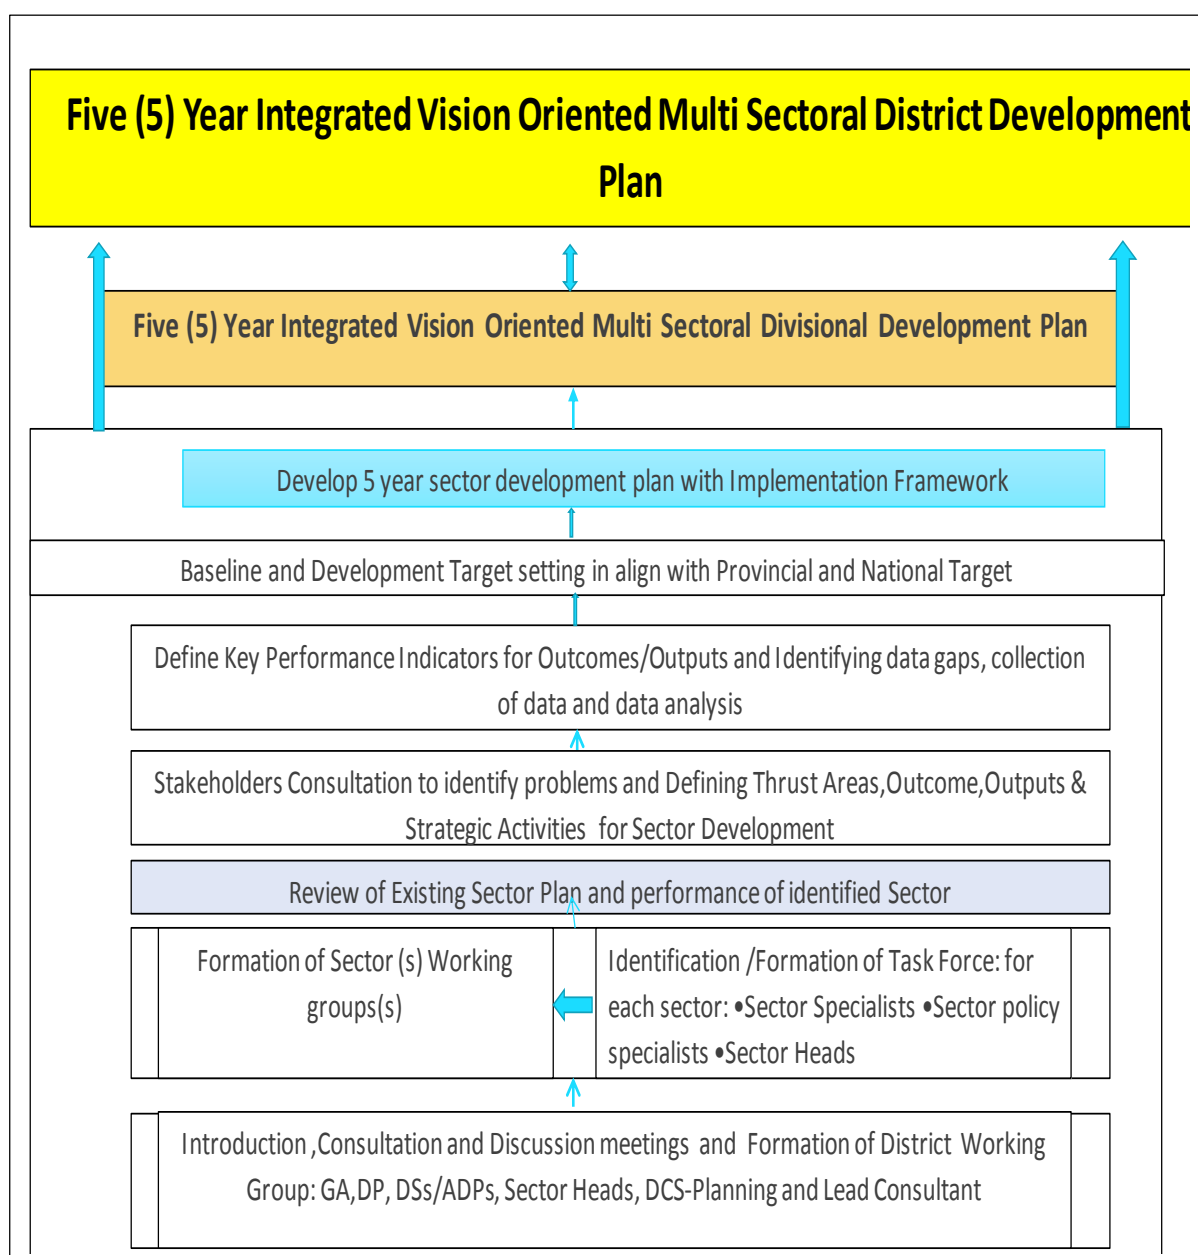 Five (5) Year Integrated Vision Oriented Multi Sectoral District Development
Plan
Five (5) Year Integrated Vision Oriented Multi Sectoral Divisional Development Plan
Develop 5 year sector development plan with Implementation Framework
Baseline and Development Target setting in align with Provincial and National Target
Define Key Performance Indicators for Outcomes/Outputs and Identifying data gaps, collection
of data and data analysis
Stakeholders Consultation to identify problems and Defining Thrust Areas,Outcome,Outputs &
Strategic Activities for Sector Development
Review of Existing Sector Plan and performance of identified Sector
Formation of Sector (s) Working
groups(s)
Identification /Formation of Task Force: for
each sector: •Sector Specialists •Sector policy
specialists •Sector Heads
Introduction ,Consultation and Discussion meetings and Formation of District Working
Group: GA,DP, DSs/ADPs, Sector Heads, DCS-Planning and Lead Consultant